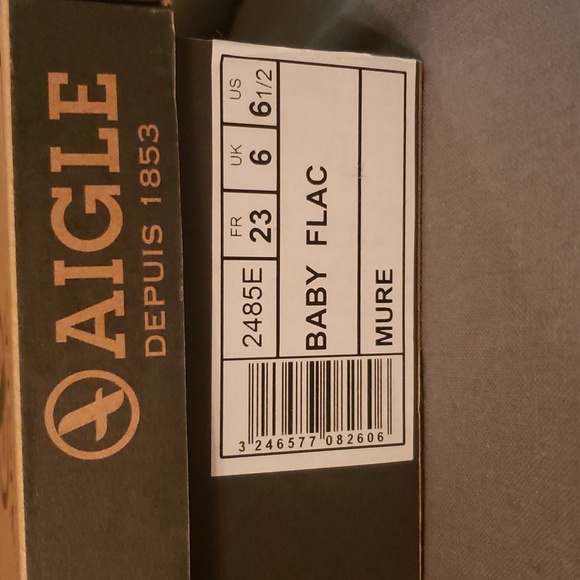 AIGLE
DEPUIS 1853
2485E
FR 23
UK 6
US 6 1/2
BABY FLAC
MURE
3 246577 082606